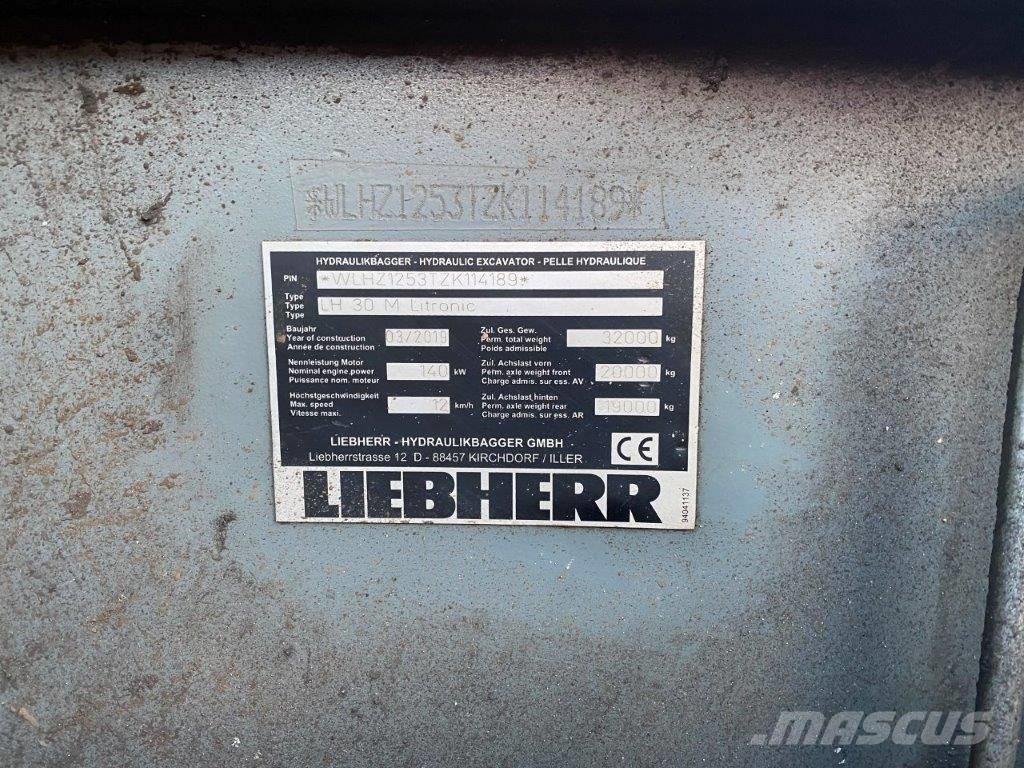 *WLHZ1253TZK114189*
HYDRAULIKBAGGER - HYDRAULIC EXCAVATOR - PELLE HYDRAULIQUE
PIN *WLHZ1253TZK114189*
Type
Type LH 30 M Litronic
Type
Baujahr
Year of construction 03/2019
Année de construction
Nennleistung Motor
Nominal engine power 140 kW
Puissance nom. moteur
Höchstgeschwindigkeit
Max. speed 12 km/h
Vitesse maxi.
Zul. Ges. Gew.
Perm. total weight 32000 kg
Poids admissible
Zul. Achslast vorn
Perm. axle weight front 20000 kg
Charge admis. sur ess. AV
Zul. Achslast hinten
Perm. axle weight rear 19000 kg
Charge admis. sur ess. AR
LIEBHERR - HYDRAULIKBAGGER GMBH
Liebherrstrasse 12 D - 88457 KIRCHDORF / ILLER
CE
LIEBHERR
94041137
MASCUS